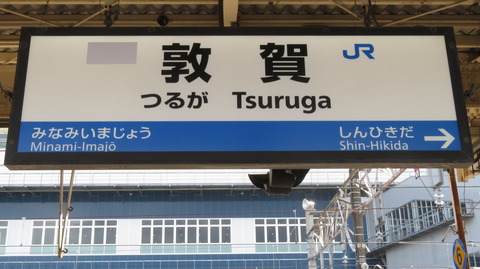 敦賀 JR
つるが Tsuruga
みなみいまじょう しんひきだ
Minami-Imajō Shin-Hikida
6